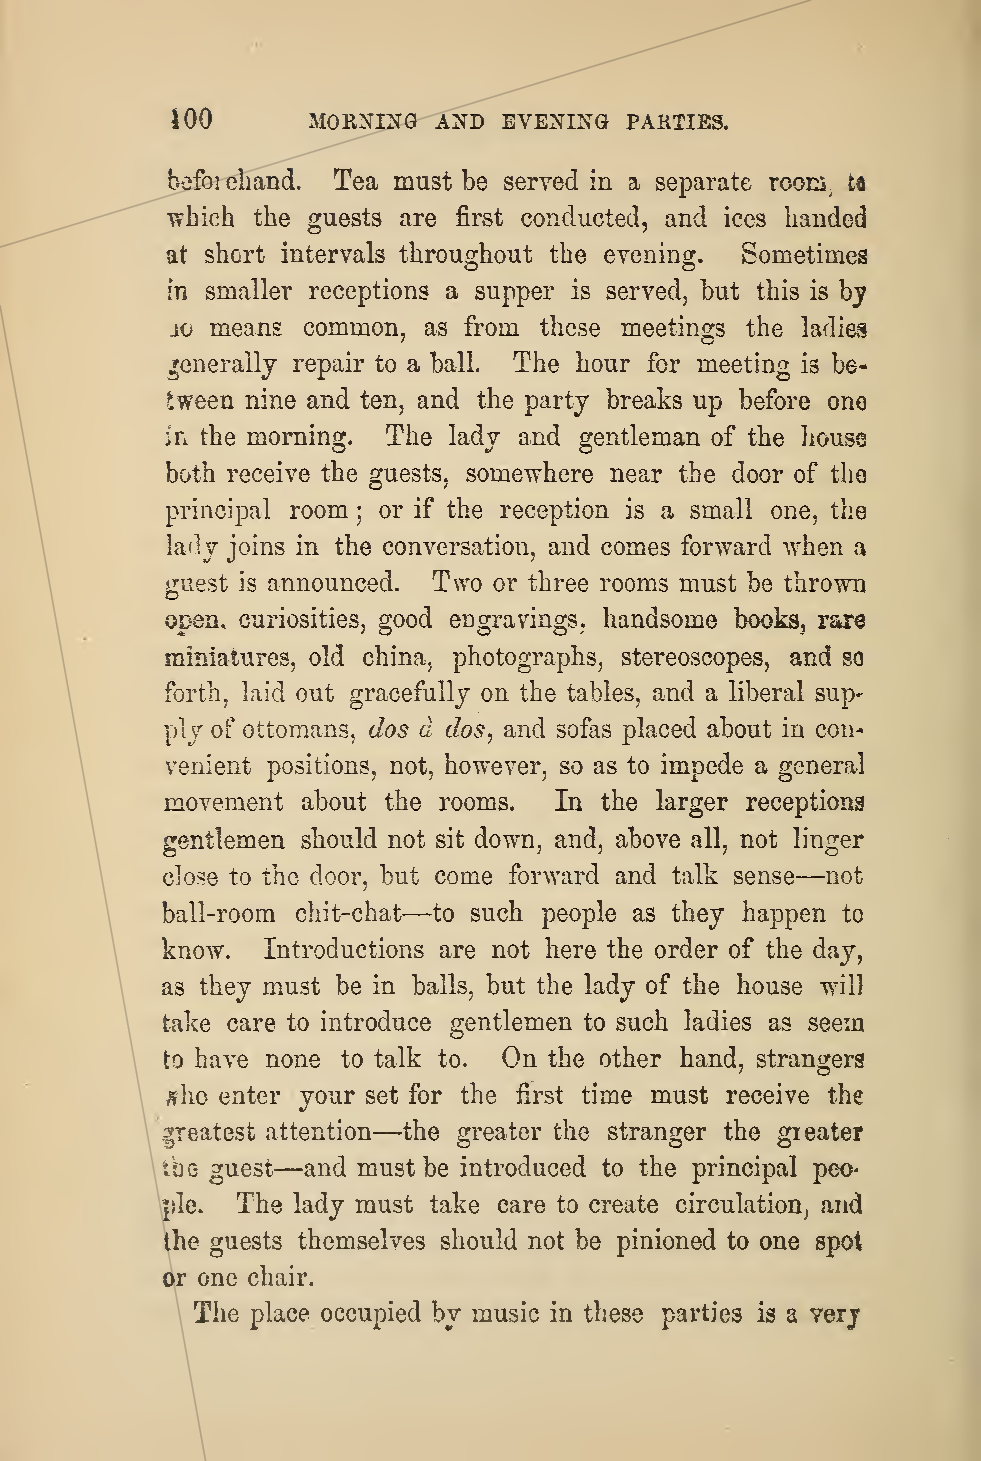 100 MORNING AND EVENING PARTIES.
beforehand. Tea must be served in a separate room, to
which the guests are first conducted, and ices handed
at short intervals throughout the evening. Sometimes
in smaller receptions a supper is served, but this is by
no means common, as from these meetings the ladies
generally repair to a ball. The hour for meeting is be-
tween nine and ten, and the party breaks up before one
in the morning. The lady and gentleman of the house
both receive the guests, somewhere near the door of the
principal room; or if the reception is a small one, the
lady joins in the conversation, and comes forward when a
guest is announced. Two or three rooms must be thrown
open, curiosities, good engravings, handsome books, rare
miniatures, old china, photographs, stereoscopes, and so
forth, laid out gracefully on the tables, and a liberal sup-
ply of ottomans, dos à dos, and sofas placed about in con-
venient positions, not, however, so as to impede a general
movement about the rooms. In the larger receptions
gentlemen should not sit down, and, above all, not linger
close to the door, but come forward and talk sense—not
ball-room chit-chat—to such people as they happen to
know. Introductions are not here the order of the day,
as they must be in balls, but the lady of the house will
take care to introduce gentlemen to such ladies as seem
to have none to talk to. On the other hand, strangers
who enter your set for the first time must receive the
greatest attention—the greater the stranger the greater
the guest—and must be introduced to the principal peo-
ple. The lady must take care to create circulation, and
the guests themselves should not be pinioned to one spot
or one chair.
The place occupied by music in these parties is a very